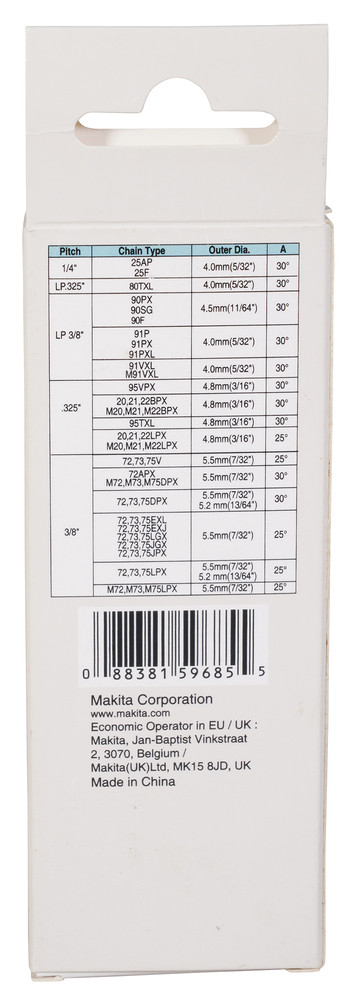 Pitch Chain Type Outer Dia. A
1/4" 25AP 4.0mm(5/32") 30°
25F
LP.325" 80TXL 4.0mm(5/32") 30°
LP 3/8" 90PX 4.5mm(11/64") 30°
90SG
90F
91P 4.0mm(5/32") 30°
91PX
91PXL
91VXL 4.0mm(5/32") 30°
M91VXL
.325" 95VPX 4.8mm(3/16") 30°
20,21,22BPX 4.8mm(3/16") 30°
M20,M21,M22BPX
95TXL 4.8mm(3/16") 30°
20,21,22LPX 4.8mm(3/16") 25°
M20,M21,M22LPX
3/8" 72,73,75V 5.5mm(7/32") 25°
72APX 5.5mm(7/32") 30°
M72,M73,M75DPX
72,73,75DPX 5.5mm(7/32") 30°
5.2 mm(13/64")
72,73,75EXL 5.5mm(7/32") 25°
72,73,75EXJ
72,73,75LGX
72,73,75JGX
72,73,75JPX
72,73,75LPX 5.5mm(7/32") 25°
5.2 mm(13/64")
M72,M73,M75LPX 5.5mm(7/32") 25°
0 88381 59685 5
Makita Corporation
www.makita.com
Economic Operator in EU / UK :
Makita, Jan-Baptist Vinkstraat
2, 3070, Belgium /
Makita(UK)Ltd, MK15 8JD, UK
Made in China